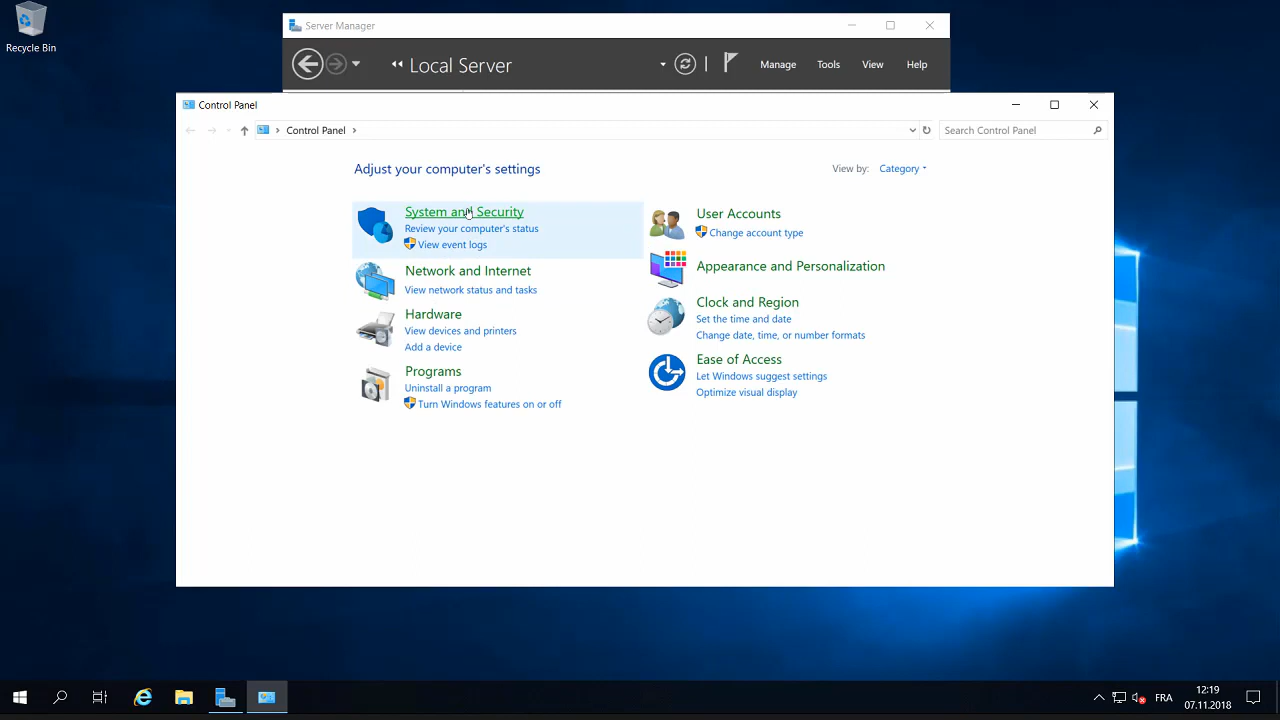 Recycle Bin
Server Manager
Local Server
Manage
Tools
View
Help
Control Panel
Control Panel
Search Control Panel
Adjust your computer's settings
View by:
Category
System and Security
Review your computer's status
View event logs
Network and Internet
View network status and tasks
Hardware
View devices and printers
Add a device
Programs
Uninstall a program
Turn Windows features on or off
User Accounts
Change account type
Appearance and Personalization
Clock and Region
Set the time and date
Change date, time, or number formats
Ease of Access
Let Windows suggest settings
Optimize visual display
FRA
12:19
07.11.2018